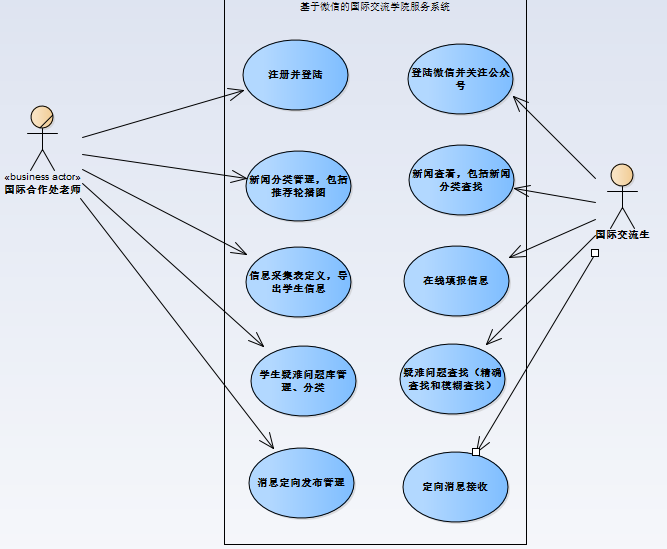 基于微信的国际交流学院服务系统
注册并登陆
登陆微信并关注公众
号
«business actor»
国际合作处老师
新闻分类管理，包括
推荐轮播图
新闻查看，包括新闻
分类查找
国际交流生
信息采集表定义，导
出学生信息
在线填报信息
学生疑难问题库管
理、分类
疑难问题查找（精确
查找和模糊查找）
消息定向发布管理
定向消息接收